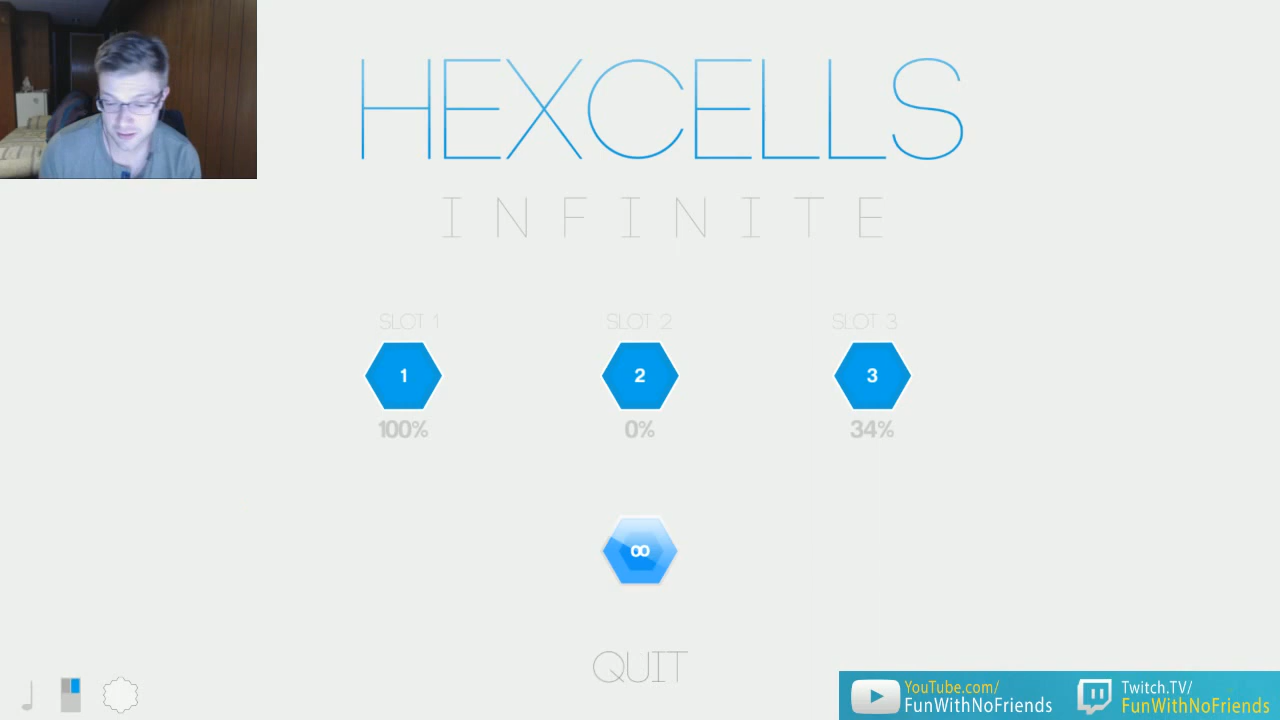 HEXCELLS
INFINITE
SLOT 1
SLOT 2
SLOT 3
1
2
3
100%
0%
34%
∞
QUIT
YouTube.com/
FunWithNoFriends
Twitch.TV/
FunWithNoFriends